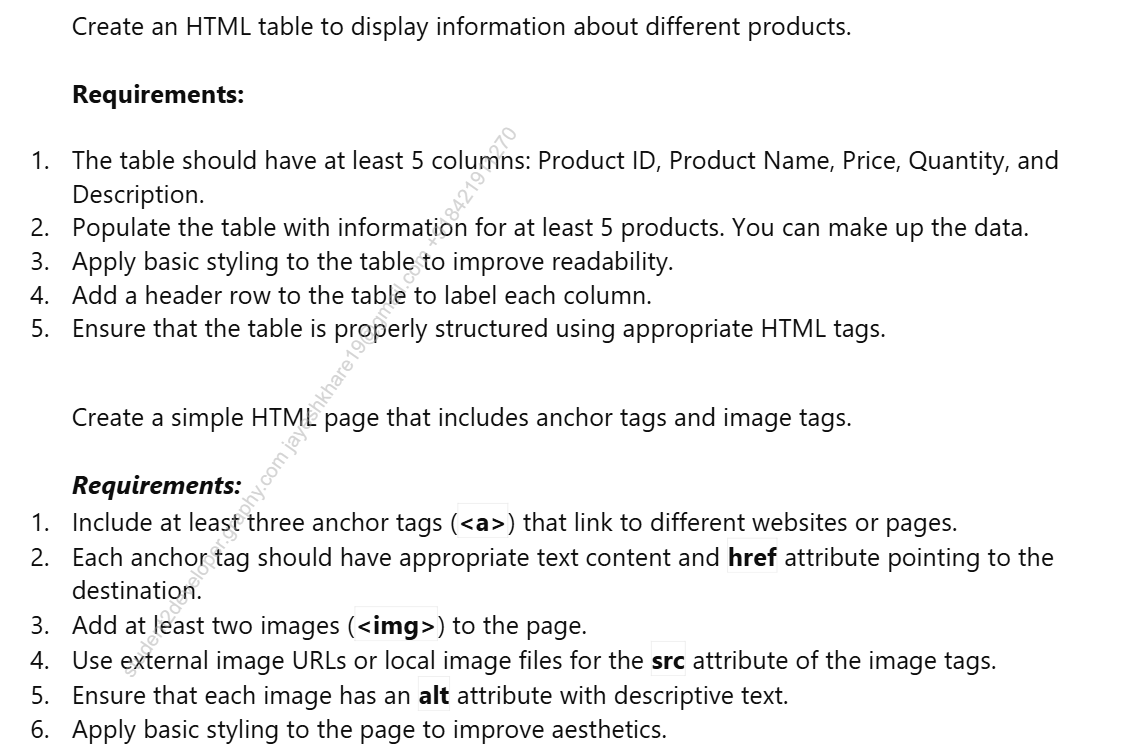 Create an HTML table to display information about different products.
Requirements:
1. The table should have at least 5 columns: Product ID, Product Name, Price, Quantity, and
Description.
2. Populate the table with information for at least 5 products. You can make up the data.
3. Apply basic styling to the table to improve readability.
4. Add a header row to the table to label each column.
5. Ensure that the table is properly structured using appropriate HTML tags.
Create a simple HTML page that includes anchor tags and image tags.
Requirements:
1. Include at least three anchor tags (<a>) that link to different websites or pages.
2. Each anchor tag should have appropriate text content and href attribute pointing to the
destination.
3. Add at least two images (<img>) to the page.
4. Use external image URLs or local image files for the src attribute of the image tags.
5. Ensure that each image has an alt attribute with descriptive text.
6. Apply basic styling to the page to improve aesthetics.